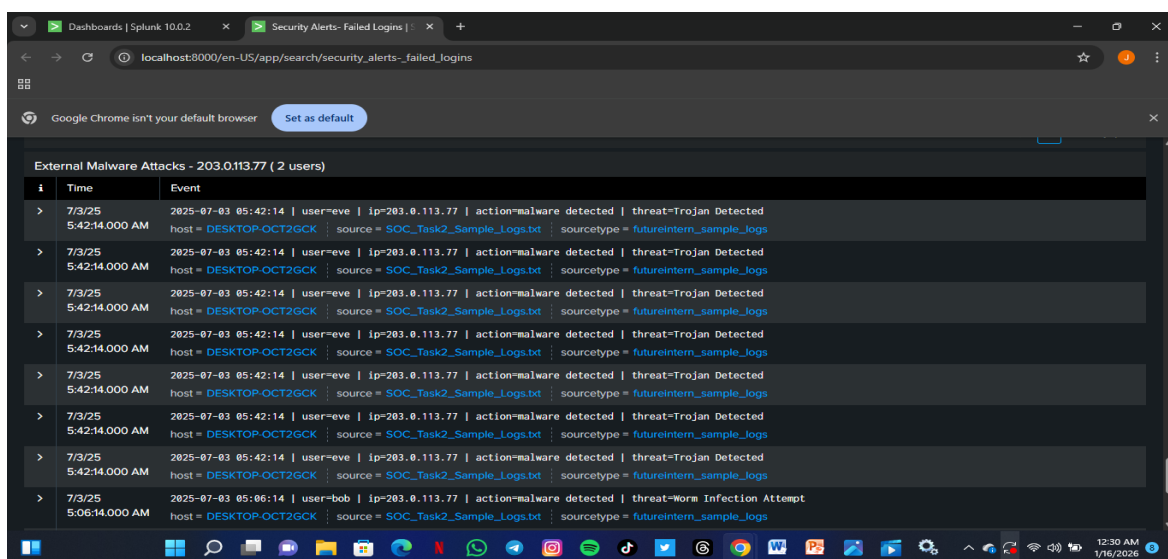 Dashboards | Splunk 10.0.2
Security Alerts- Failed Logins |
localhost:8000/en-US/app/search/security_alerts-_failed_logins
J
Google Chrome isn't your default browser
Set as default
External Malware Attacks - 203.0.113.77 ( 2 users)
i Time Event
7/3/25 2025-07-03 05:42:14 | user=eve | ip=203.0.113.77 | action=malware detected | threat=Trojan Detected
5:42:14.000 AM host = DESKTOP-OCT2GCK source = SOC_Task2_Sample_Logs.txt sourcetype = futureintern_sample_logs
7/3/25 2025-07-03 05:42:14 | user=eve | ip=203.0.113.77 | action=malware detected | threat=Trojan Detected
5:42:14.000 AM host = DESKTOP-OCT2GCK source = SOC_Task2_Sample_Logs.txt sourcetype = futureintern_sample_logs
7/3/25 2025-07-03 05:42:14 | user=eve | ip=203.0.113.77 | action=malware detected | threat=Trojan Detected
5:42:14.000 AM host = DESKTOP-OCT2GCK source = SOC_Task2_Sample_Logs.txt sourcetype = futureintern_sample_logs
7/3/25 2025-07-03 05:42:14 | user=eve | ip=203.0.113.77 | action=malware detected | threat=Trojan Detected
5:42:14.000 AM host = DESKTOP-OCT2GCK source = SOC_Task2_Sample_Logs.txt sourcetype = futureintern_sample_logs
7/3/25 2025-07-03 05:42:14 | user=eve | ip=203.0.113.77 | action=malware detected | threat=Trojan Detected
5:42:14.000 AM host = DESKTOP-OCT2GCK source = SOC_Task2_Sample_Logs.txt sourcetype = futureintern_sample_logs
7/3/25 2025-07-03 05:42:14 | user=eve | ip=203.0.113.77 | action=malware detected | threat=Trojan Detected
5:42:14.000 AM host = DESKTOP-OCT2GCK source = SOC_Task2_Sample_Logs.txt sourcetype = futureintern_sample_logs
7/3/25 2025-07-03 05:42:14 | user=eve | ip=203.0.113.77 | action=malware detected | threat=Trojan Detected
5:42:14.000 AM host = DESKTOP-OCT2GCK source = SOC_Task2_Sample_Logs.txt sourcetype = futureintern_sample_logs
7/3/25 2025-07-03 05:06:14 | user=bob | ip=203.0.113.77 | action=malware detected | threat=Worm Infection Attempt
5:06:14.000 AM host = DESKTOP-OCT2GCK source = SOC_Task2_Sample_Logs.txt sourcetype = futureintern_sample_logs
12:30 AM
1/16/2026
8